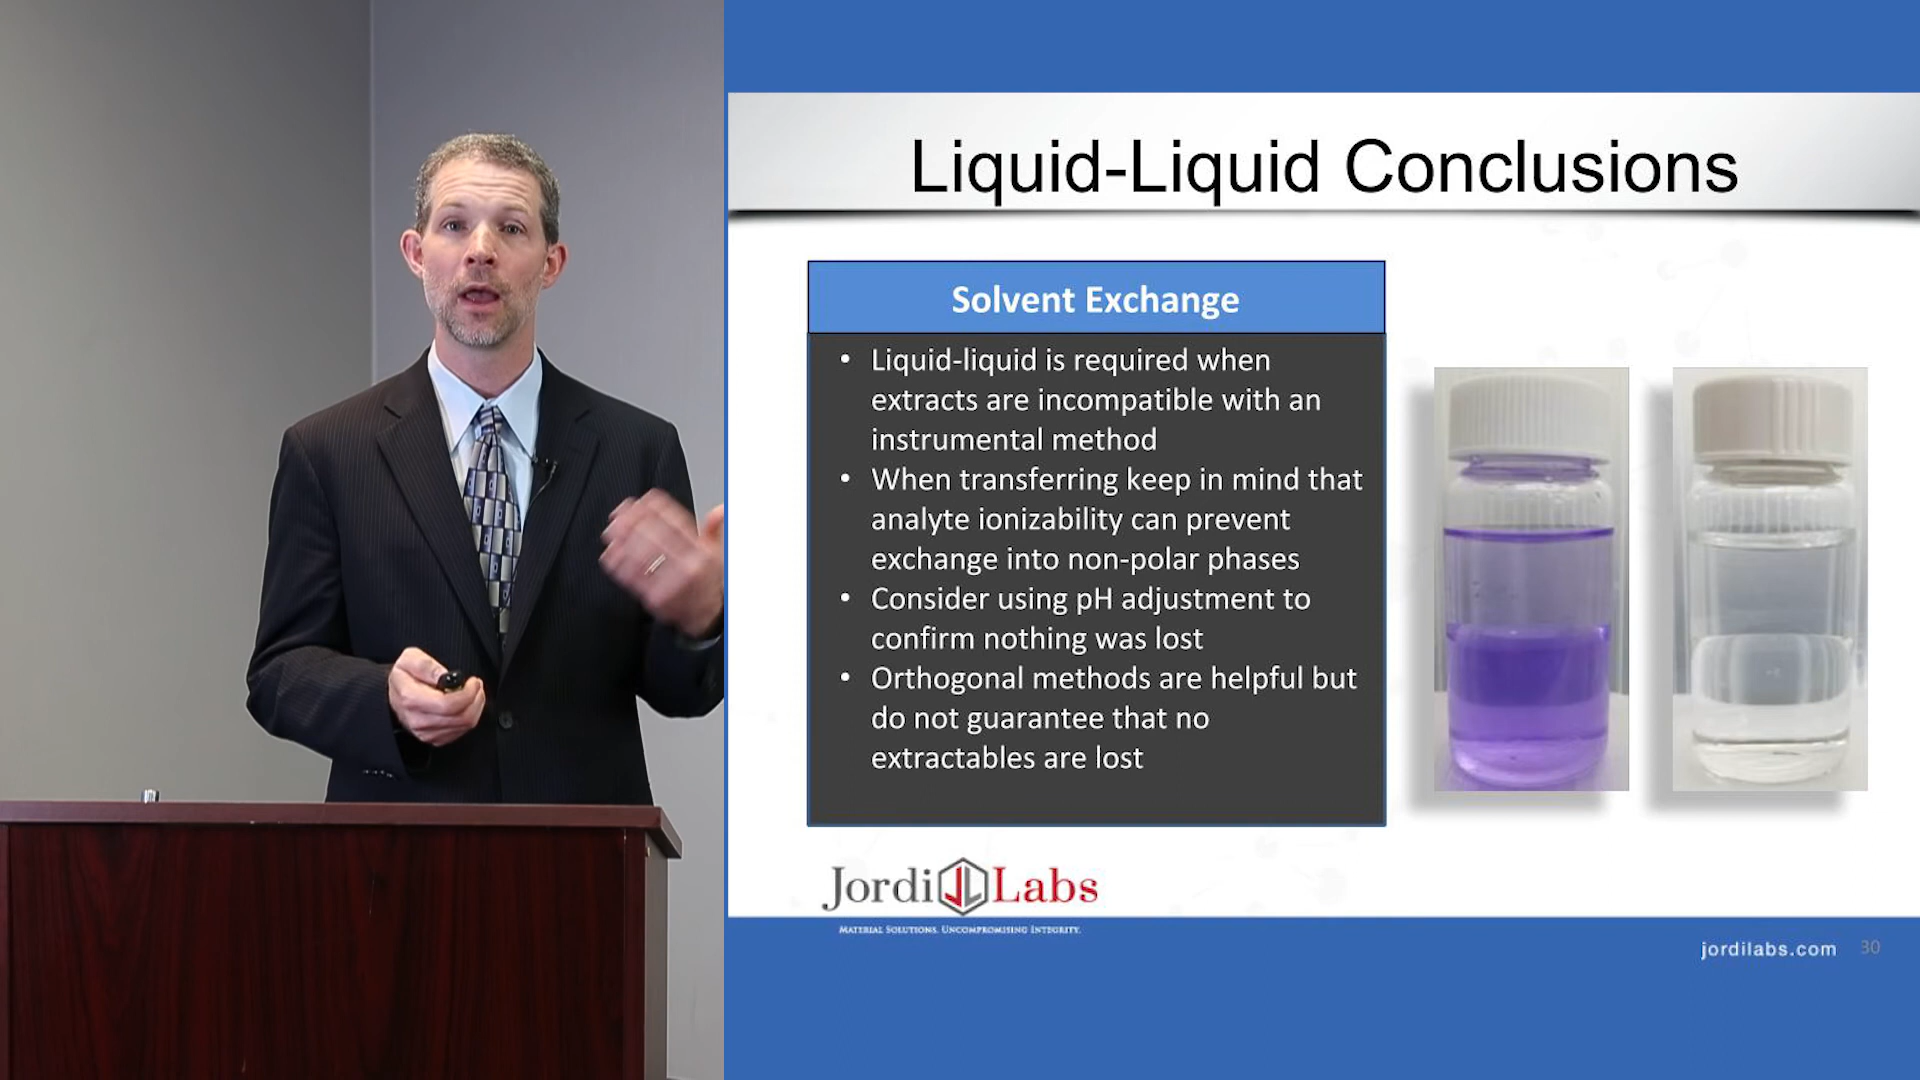 Liquid-Liquid Conclusions
Solvent Exchange
• Liquid-liquid is required when
extracts are incompatible with an
instrumental method
• When transferring keep in mind that
analyte ionizability can prevent
exchange into non-polar phases
• Consider using pH adjustment to
confirm nothing was lost
• Orthogonal methods are helpful but
do not guarantee that no
extractables are lost
Jordi JL Labs
Material Solutions. Uncompromising Integrity.
jordilabs.com 30